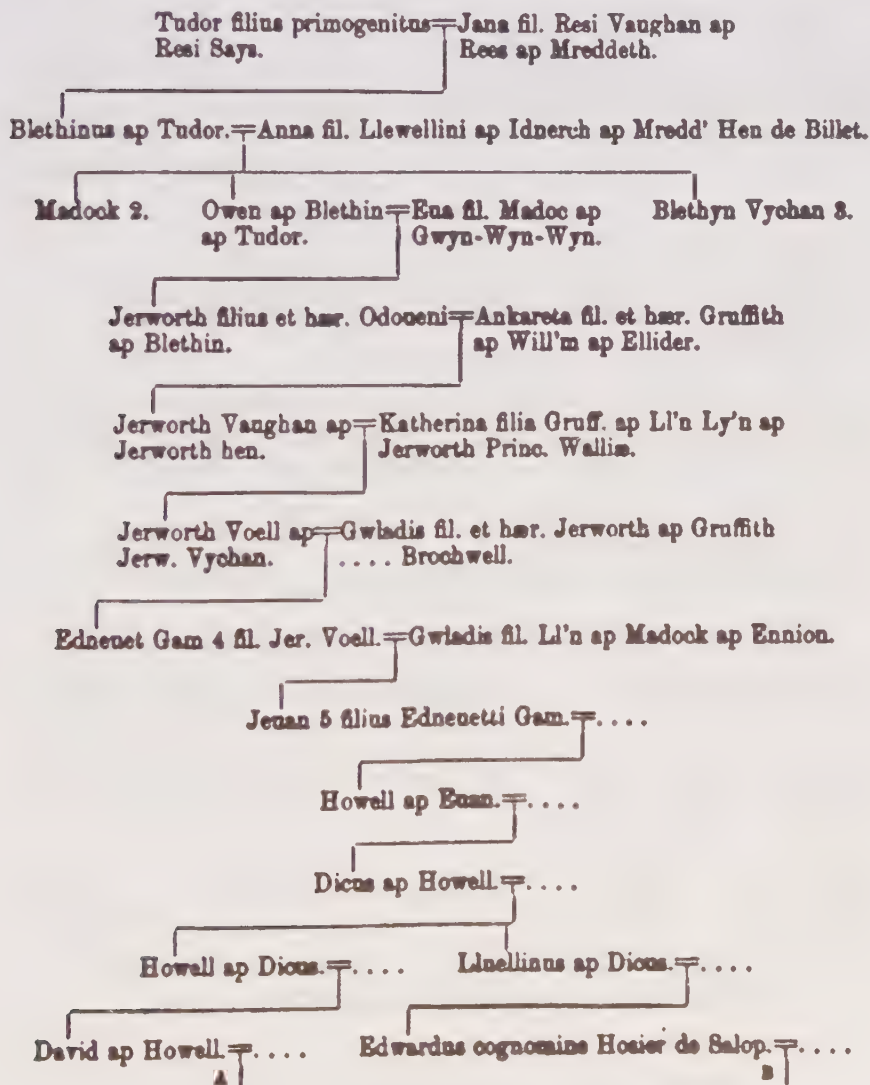 Tudor filius primogenitus=Jana fil. Resi Vaughan ap
Resi Says. Rees ap Mreddeth.
Blethinus ap Tudor.=Anna fil. Llewellini ap Idnerch ap Mredd' Hen de Billet.
Madock 2. Owen ap Blethin=Eua fil. Madoc ap Blethyn Vychan 3.
ap Tudor. Gwyn-Wyn-Wyn.
Jerworth filius et hær. Odoueni=Ankareta fil. et hær. Gruffith
ap Blethin. ap Will'm ap Ellider.
Jerworth Vaughan ap=Katherina filia Gruff. ap Ll'n Ly'n ap
Jerworth hen. Jerworth Princ. Walliæ.
Jerworth Voell ap=Gwladis fil. et hær. Jerworth ap Gruffith
Jerw. Vychan. .... Brochwell.
Edneuet Gam 4 fil. Jer. Voell.=Gwladis fil. Ll'n ap Madock ap Ennion.
Jeuan 5 filius Edneuetti Gam.=....
Howell ap Euan.=....
Dicus ap Howell.=....
Howell ap Dicus.=.... Lluellinus ap Dicus.=....
David ap Howell.=.... Edwardus cognomine Hosier de Salop.=....
A B